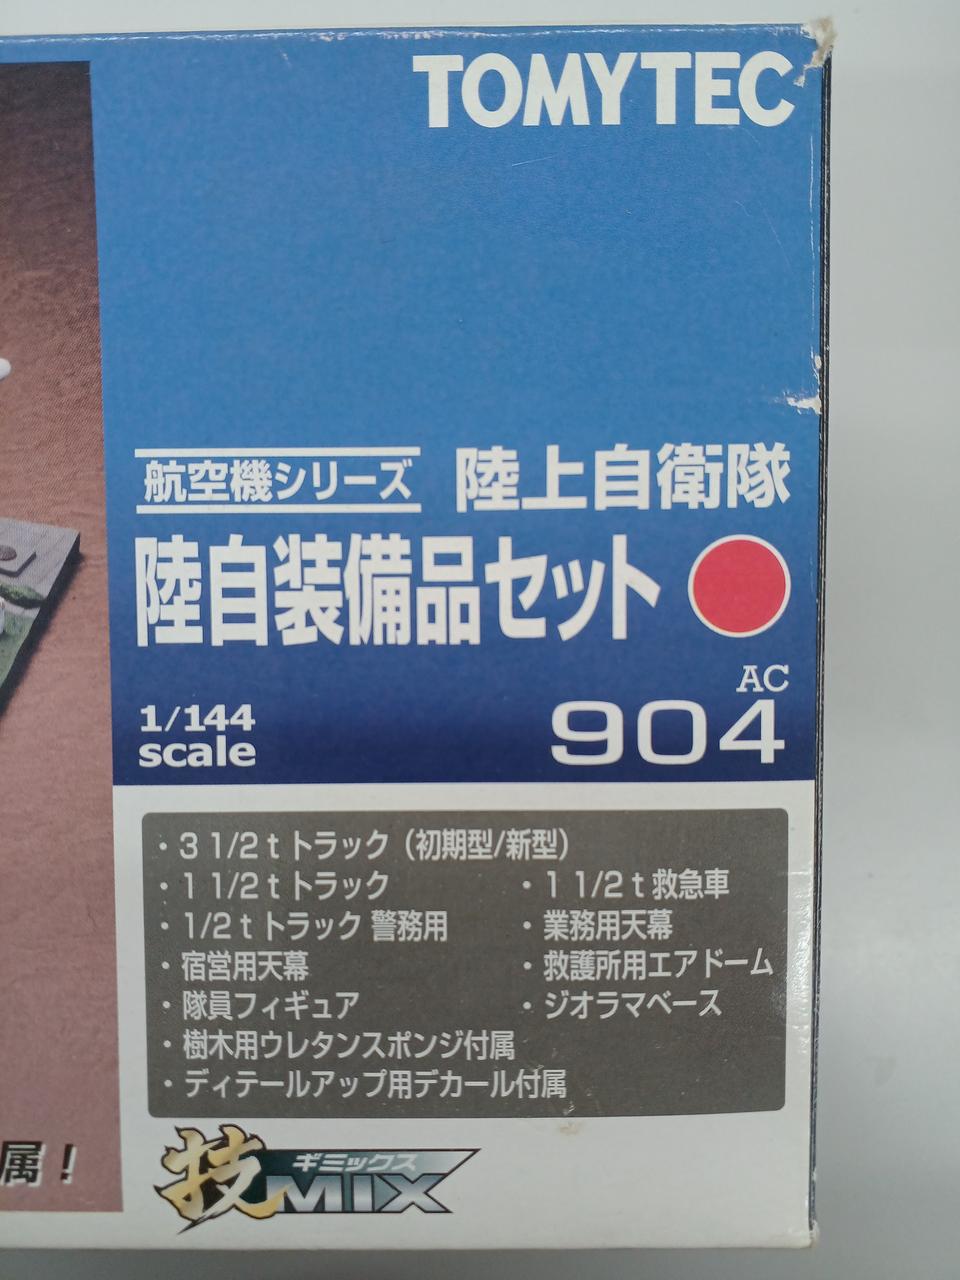 TOMYTEC
航空機シリーズ 陸上自衛隊
陸自装備品セット
AC
1/144
scale
904
・3 1/2 t トラック（初期型/新型）
・1 1/2 t トラック ・1 1/2 t 救急車
・1/2 t トラック 警務用 ・業務用天幕
・宿営用天幕 ・救護所用エアドーム
・隊員フィギュア ・ジオラマベース
・樹木用ウレタンスポンジ付属
・ディテールアップ用デカール付属
属！
ギミックス
技MIX